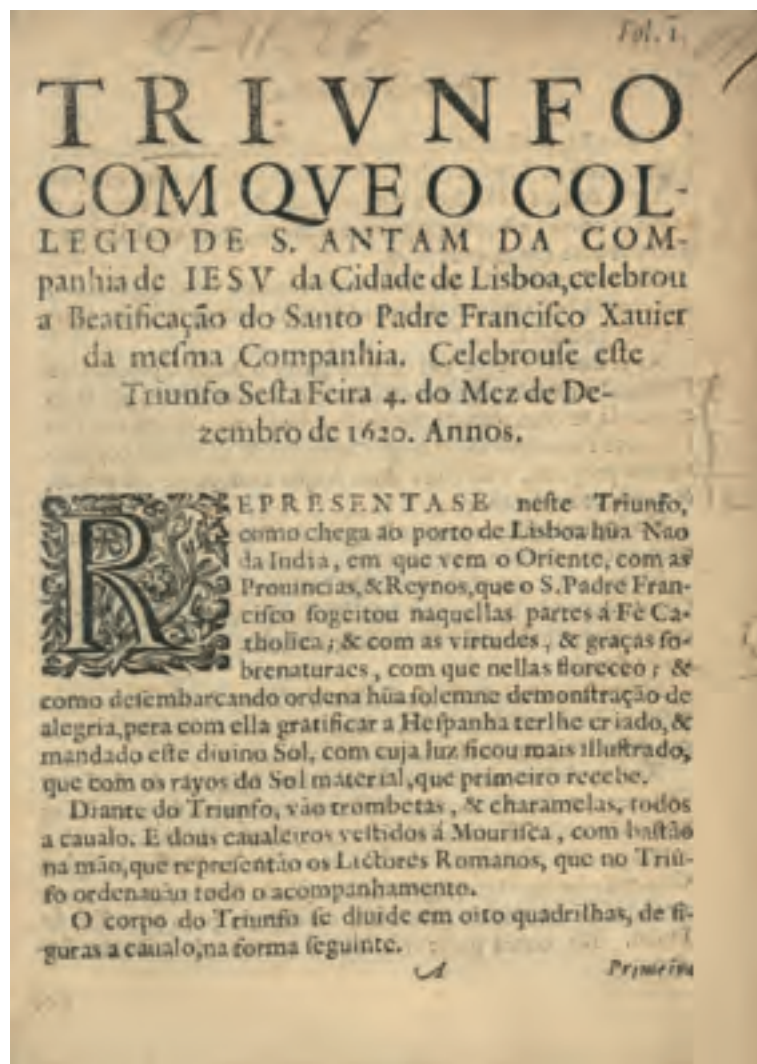 Fol. 1.
TRIVNFO
COM QVE O COL-
LEGIO DE S. ANTAM DA COM-
panhia de IESV da Cidade de Lisboa, celebrou
a Beatificação do Santo Padre Franciſco Xauier
da meſma Companhia. Celebrouſe eſte
Triunfo Seſta Feira 4. do Mez de De-
zembro de 1620. Annos.
REPRESENTASE neſte Triunfo,
como chega ao porto de Lisboa hũa Nao
da India, em que vem o Oriente, com as
Prouincias, & Reynos, que o S. Padre Fran-
ciſco ſogeitou naquellas partes á Fè Ca-
tholica; & com as virtudes, & graças ſo-
brenaturaes, com que nellas floreceo; &
como deſembarcando ordena hũa ſolemne demonſtração de
alegria, pera com ella gratificar a Heſpanha terlhe criado, &
mandado eſte diuino Sol, com cuja luz ficou mais illuſtrado,
que com os rayos do Sol material, que primeiro recebe.
Diante do Triunfo, vão trombetas, & charamelas, todos
a caualo. E dous caualeiros veſtidos á Mouriſca, com baſtão
na mão, que repreſentão os Lictores Romanos, que no Triũ-
fo ordenauão todo o acompanhamento.
O corpo do Triunfo ſe diuide em oito quadrilhas, de fi-
guras a caualo, na forma ſeguinte.
A Primeira